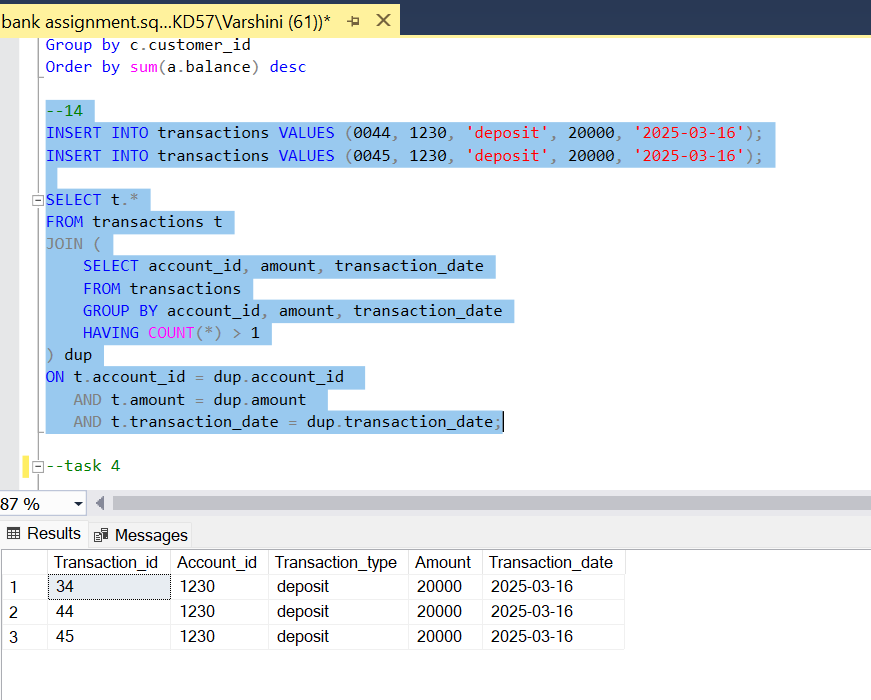 bank assignment.sq...KD57\Varshini (61))*
Group by c.customer_id
Order by sum(a.balance) desc
--14
INSERT INTO transactions VALUES (0044, 1230, 'deposit', 20000, '2025-03-16');
INSERT INTO transactions VALUES (0045, 1230, 'deposit', 20000, '2025-03-16');
SELECT t.*
FROM transactions t
JOIN (
SELECT account_id, amount, transaction_date
FROM transactions
GROUP BY account_id, amount, transaction_date
HAVING COUNT(*) > 1
) dup
ON t.account_id = dup.account_id
AND t.amount = dup.amount
AND t.transaction_date = dup.transaction_date;
--task 4
87 %
Results Messages
Transaction_id Account_id Transaction_type Amount Transaction_date
1 34 1230 deposit 20000 2025-03-16
2 44 1230 deposit 20000 2025-03-16
3 45 1230 deposit 20000 2025-03-16